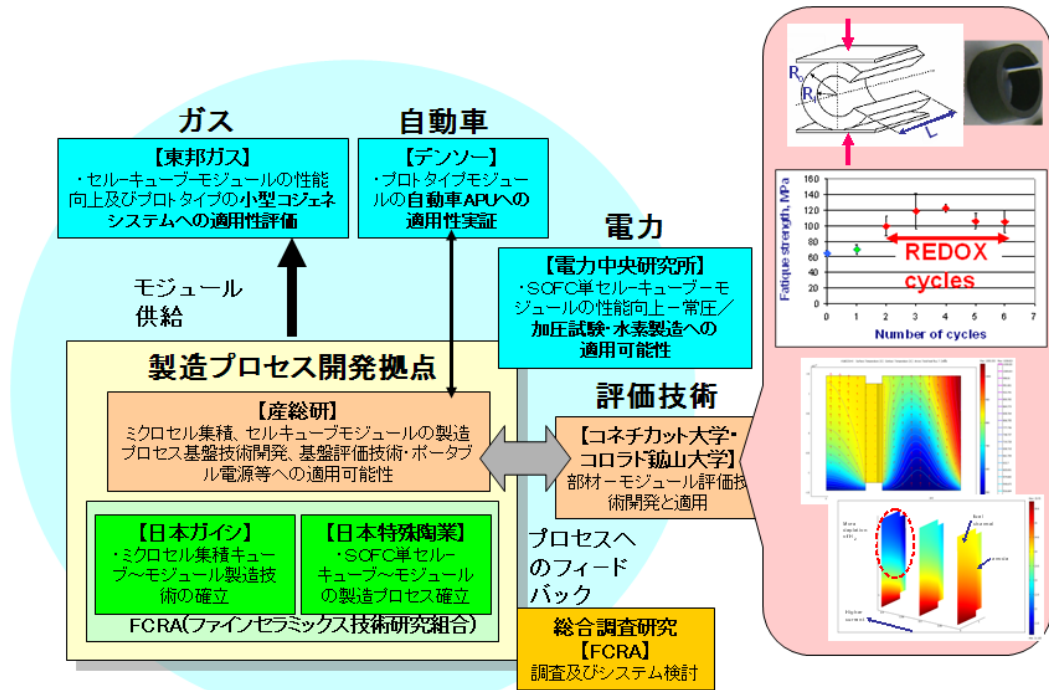 ガス
【東邦ガス】
・セル-キューブ-モジュールの性能
向上及びプロトタイプの小型コジェネ
システムへの適用性評価
自動車
【デンソー】
・プロトタイプモジュー
ルの自動車APUへの
適用性実証
電力
【電力中央研究所】
・SOFC単セル-キューブ-モ
ジュールの性能向上-常圧/
加圧試験・水素製造への
適用可能性
モジュール
供給
製造プロセス開発拠点
【産総研】
ミクロセル集積、セルキューブモジュールの製造
プロセス基盤技術開発、基盤評価技術・ポータブ
ル電源等への適用可能性
評価技術
【コネチカット大学・
コロラド鉱山大学】
部材-モジュール評価技
術開発と適用
【日本ガイシ】
・ミクロセル集積キュー
ブ~モジュール製造技
術の確立
【日本特殊陶業】
・SOFC単セル-
キューブ~モジュール
の製造プロセス確立
FCRA(ファインセラミックス技術研究組合)
プロセスへ
のフィード
バック
総合調査研究
【FCRA】
調査及びシステム検討
Ro
Ri
L
Fatique strength, MPa
160
140
120
100
80
60
40
20
0
REDOX
cycles
0 1 2 3 4 5 6 7
Number of cycles
More
depletion
of H2
fuel
channel
anode
Higher
current